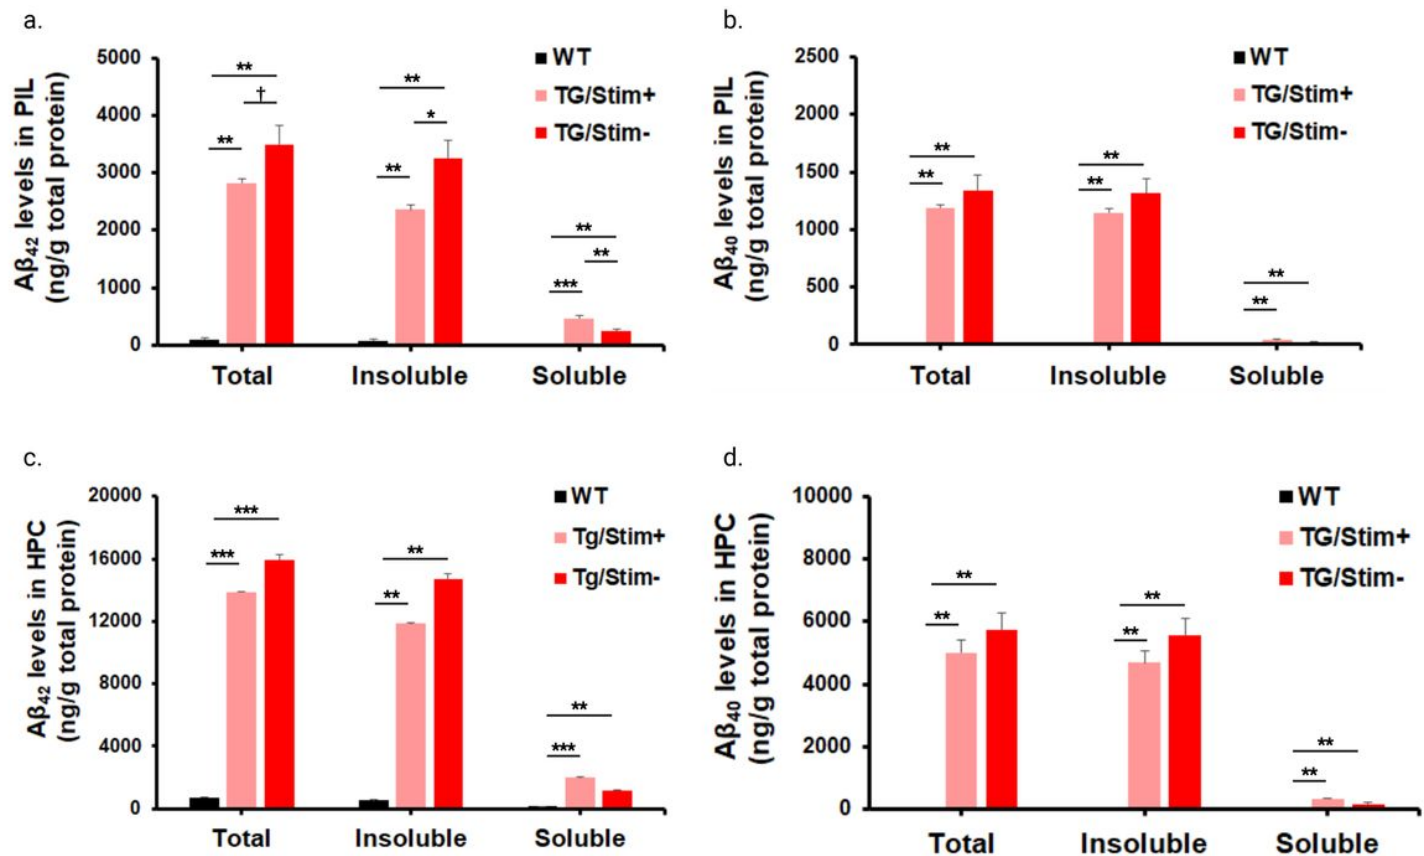 a.
Aβ42 levels in PIL
(ng/g total protein)
5000
4000
3000
2000
1000
0
**
†
**
**
*
**
**
**
***
WT
TG/Stim+
TG/Stim-
Total Insoluble Soluble
b.
Aβ40 levels in PIL
(ng/g total protein)
2500
2000
1500
1000
500
0
**
**
**
**
**
**
WT
TG/Stim+
TG/Stim-
Total Insoluble Soluble
c.
Aβ42 levels in HPC
(ng/g total protein)
20000
16000
12000
8000
4000
0
***
***
**
**
**
***
WT
Tg/Stim+
Tg/Stim-
Total Insoluble Soluble
d.
Aβ40 levels in HPC
(ng/g total protein)
10000
8000
6000
4000
2000
0
**
**
**
**
**
**
WT
TG/Stim+
TG/Stim-
Total Insoluble Soluble